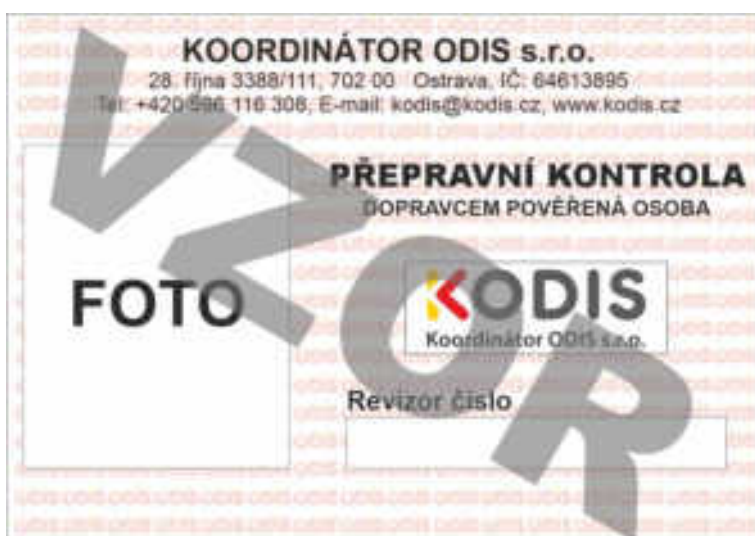 KOORDINÁTOR ODIS s.r.o.
28. října 3388/111, 702 00 Ostrava, IČ: 64613895
Tel: +420 596 116 308, E-mail: kodis@kodis.cz, www.kodis.cz
PŘEPRAVNÍ KONTROLA
DOPRAVCEM POVĚŘENÁ OSOBA
FOTO
KODIS
Koordinátor ODIS s.r.o.
Revizor číslo
VZOR